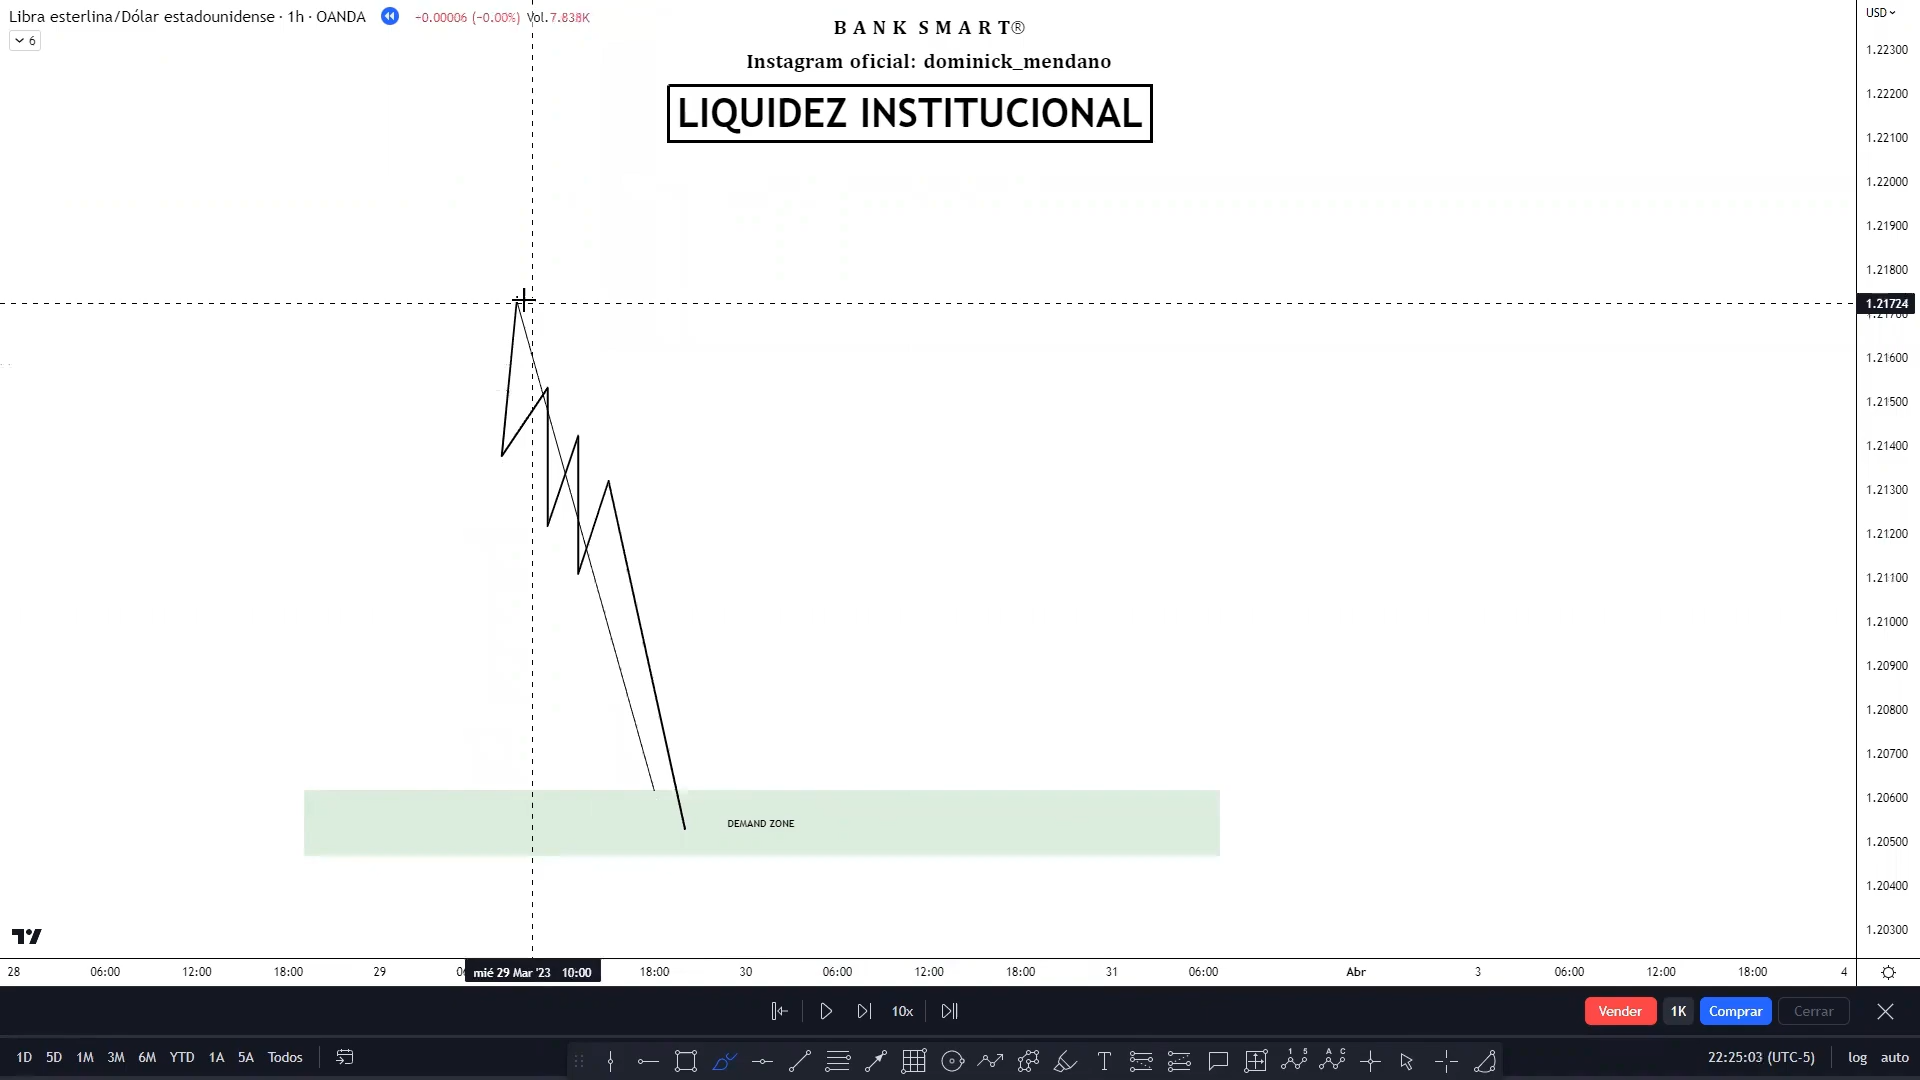 Libra esterlina/Dólar estadounidense · 1h · OANDA −0.00006 (−0.00%) Vol.7.838K
6
BANK SMART®
Instagram oficial: dominick_mendano
LIQUIDEZ INSTITUCIONAL
USD
1.22300
1.22200
1.22100
1.22000
1.21900
1.21800
1.21724
1.21700
1.21600
1.21500
1.21400
1.21300
1.21200
1.21100
1.21000
1.20900
1.20800
1.20700
1.20600
1.20500
1.20400
1.20300
DEMAND ZONE
28 06:00 12:00 18:00 29 mié 29 Mar '23 10:00 18:00 30 06:00 12:00 18:00 31 06:00 Abr 3 06:00 12:00 18:00 4
10x Vender 1K Comprar Cerrar
1D 5D 1M 3M 6M YTD 1A 5A Todos 22:25:03 (UTC-5) log auto